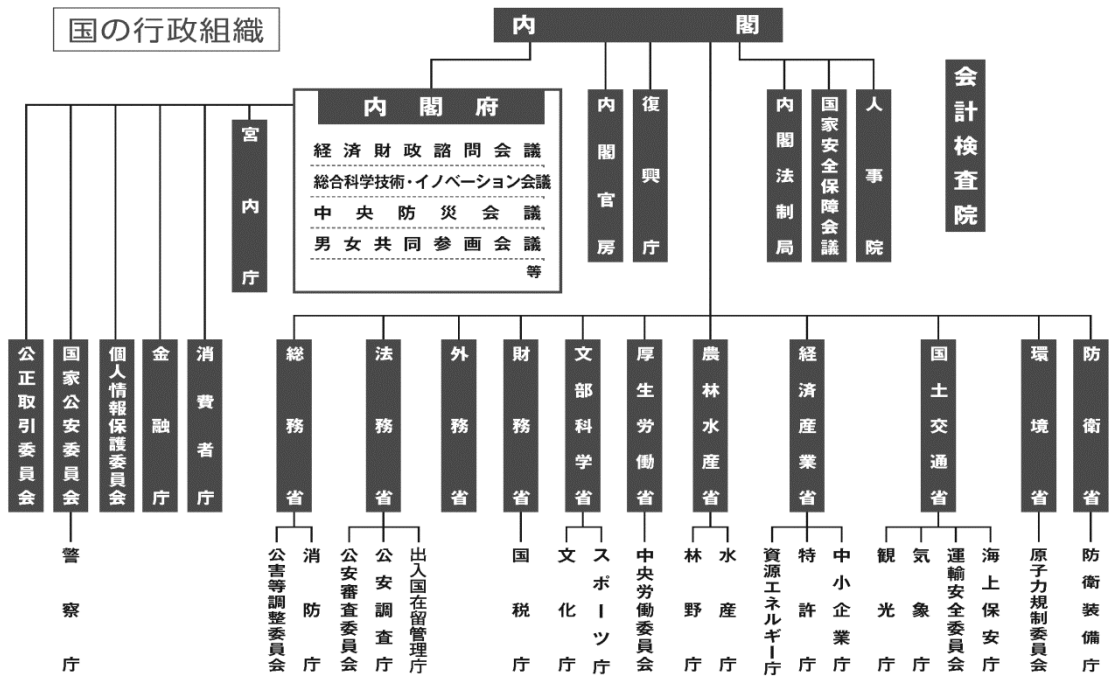 国の行政組織
内閣
内閣府
経済財政諮問会議
総合科学技術・イノベーション会議
中央防災会議
男女共同参画会議
等
宮内庁
内閣官房
復興庁
内閣法制局
国家安全保障会議
人事院
会計検査院
公正取引委員会
国家公安委員会
個人情報保護委員会
金融庁
消費者庁
総務省
法務省
外務省
財務省
文部科学省
厚生労働省
農林水産省
経済産業省
国土交通省
環境省
防衛省
警察庁
公害等調整委員会
消防庁
公安審査委員会
公安調査庁
出入国在留管理庁
国税庁
文化庁
スポーツ庁
中央労働委員会
林野庁
水産庁
資源エネルギー庁
特許庁
中小企業庁
観光庁
気象庁
運輸安全委員会
海上保安庁
原子力規制委員会
防衛装備庁